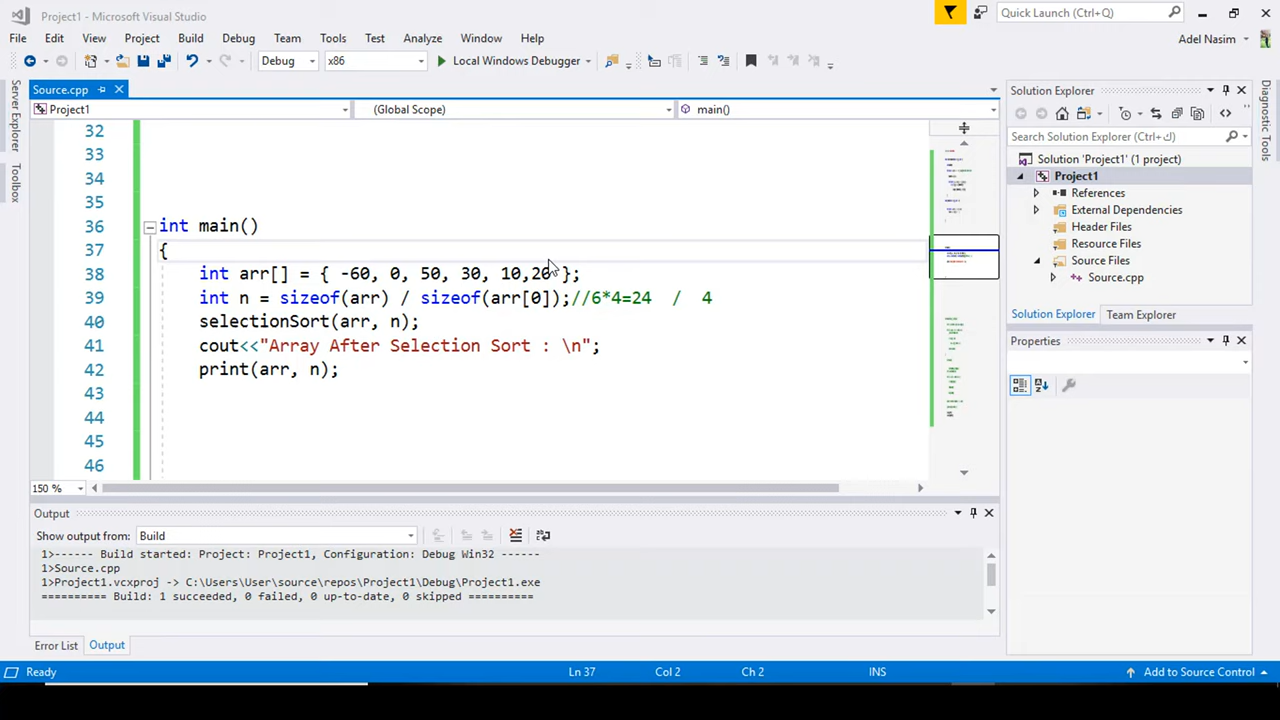 Project1 - Microsoft Visual Studio
Quick Launch (Ctrl+Q)
File Edit View Project Build Debug Team Tools Test Analyze Window Help
Adel Nasim
Debug x86 Local Windows Debugger
Server Explorer
Toolbox
Source.cpp
Project1 (Global Scope) main()
32
33
34
35
36 int main()
37 {
38 int arr[] = { -60, 0, 50, 30, 10,20 };
39 int n = sizeof(arr) / sizeof(arr[0]);//6*4=24 / 4
40 selectionSort(arr, n);
41 cout<<"Array After Selection Sort : \n";
42 print(arr, n);
43
44
45
46
150 %
Output
Show output from: Build
1>------ Build started: Project: Project1, Configuration: Debug Win32 ------
1>Source.cpp
1>Project1.vcxproj -> C:\Users\User\source\repos\Project1\Debug\Project1.exe
========== Build: 1 succeeded, 0 failed, 0 up-to-date, 0 skipped ==========
Error List Output
Solution Explorer
Search Solution Explorer (Ctrl+ك)
Solution 'Project1' (1 project)
Project1
References
External Dependencies
Header Files
Resource Files
Source Files
Source.cpp
Solution Explorer Team Explorer
Properties
Diagnostic Tools
Ready Ln 37 Col 2 Ch 2 INS Add to Source Control